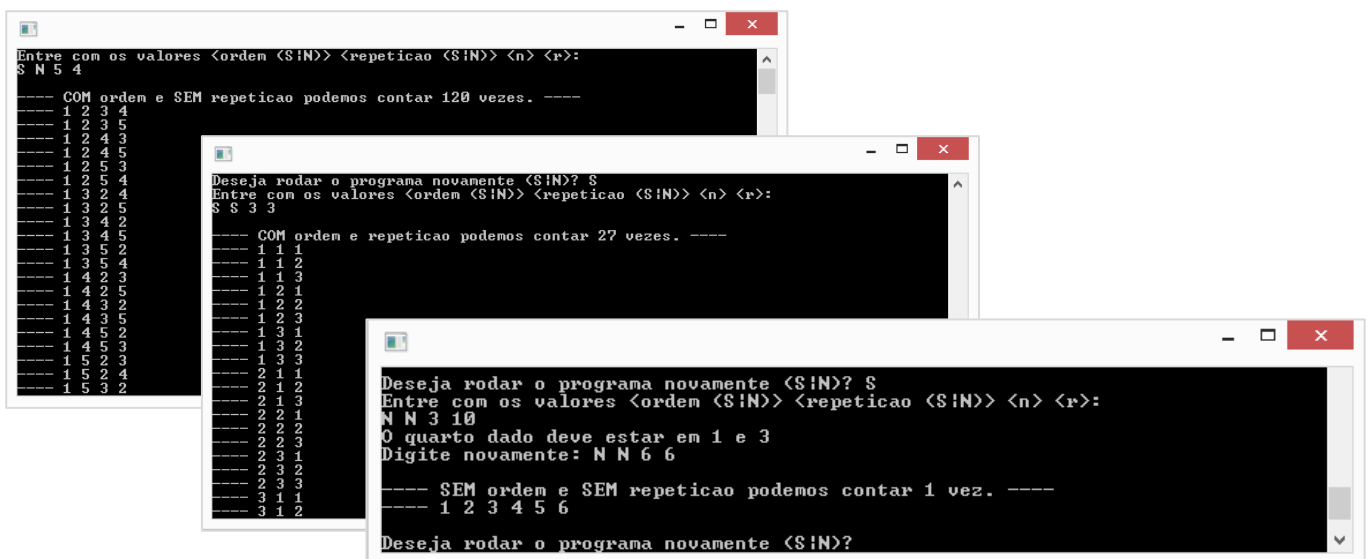 Entre com os valores <ordem (S|N)> <repeticao (S|N)> <n> <r>:
S N 5 4
---- COM ordem e SEM repeticao podemos contar 120 vezes. ----
---- 1 2 3 4
---- 1 2 3 5
---- 1 2 4 3
---- 1 2 4 5
---- 1 2 5 3
---- 1 2 5 4
---- 1 3 2 4
---- 1 3 2 5
---- 1 3 4 2
---- 1 3 4 5
---- 1 3 5 2
---- 1 3 5 4
---- 1 4 2 3
---- 1 4 2 5
---- 1 4 3 2
---- 1 4 3 5
---- 1 4 5 2
---- 1 4 5 3
---- 1 5 2 3
---- 1 5 2 4
---- 1 5 3 2
Deseja rodar o programa novamente (S|N)? S
Entre com os valores <ordem (S|N)> <repeticao (S|N)> <n> <r>:
S S 3 3
---- COM ordem e repeticao podemos contar 27 vezes. ----
---- 1 1 1
---- 1 1 2
---- 1 1 3
---- 1 2 1
---- 1 2 2
---- 1 2 3
---- 1 3 1
---- 1 3 2
---- 1 3 3
---- 2 1 1
---- 2 1 2
---- 2 1 3
---- 2 2 1
---- 2 2 2
---- 2 2 3
---- 2 3 1
---- 2 3 2
---- 2 3 3
---- 3 1 1
---- 3 1 2
Deseja rodar o programa novamente (S|N)? S
Entre com os valores <ordem (S|N)> <repeticao (S|N)> <n> <r>:
N N 3 10
O quarto dado deve estar em 1 e 3
Digite novamente: N N 6 6
---- SEM ordem e SEM repeticao podemos contar 1 vez. ----
---- 1 2 3 4 5 6
Deseja rodar o programa novamente (S|N)?